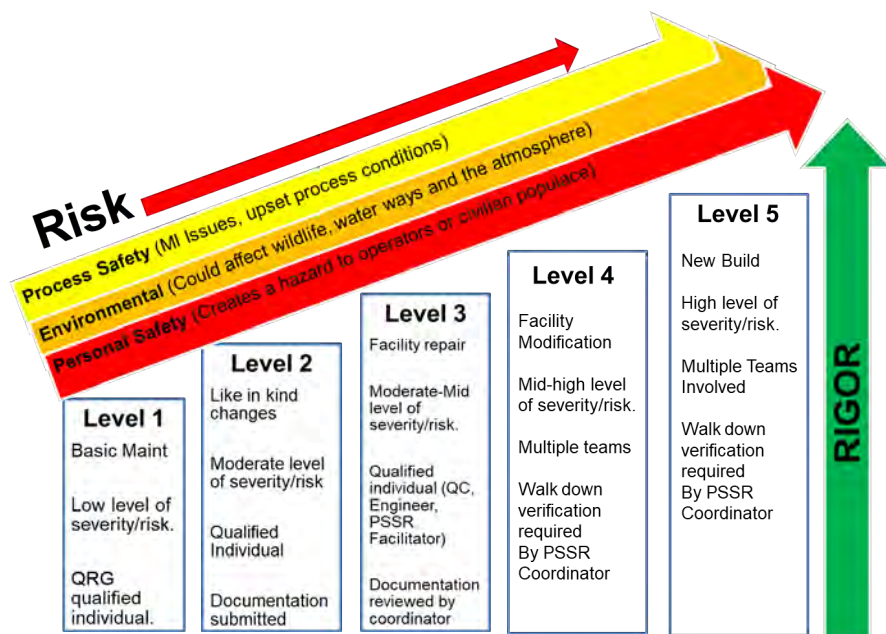 Risk
Process Safety (MI Issues, upset process conditions)
Environmental (Could affect wildlife, water ways and the atmosphere)
Personal Safety (Creates a hazard to operators or civilian populace)
Level 1
Basic Maint
Low level of
severity/risk.
QRG
qualified
individual.
Level 2
Like in kind
changes
Moderate level
of severity/risk
Qualified
Individual
Documentation
submitted
Level 3
Facility repair
Moderate-Mid
level of
severity/risk.
Qualified
individual (QC,
Engineer,
PSSR
Facilitator)
Documentation
reviewed by
coordinator
Level 4
Facility
Modification
Mid-high level
of severity/risk.
Multiple teams
Walk down
verification
required
By PSSR
Coordinator
Level 5
New Build
High level of
severity/risk.
Multiple Teams
Involved
Walk down
verification
required
By PSSR
Coordinator
RIGOR